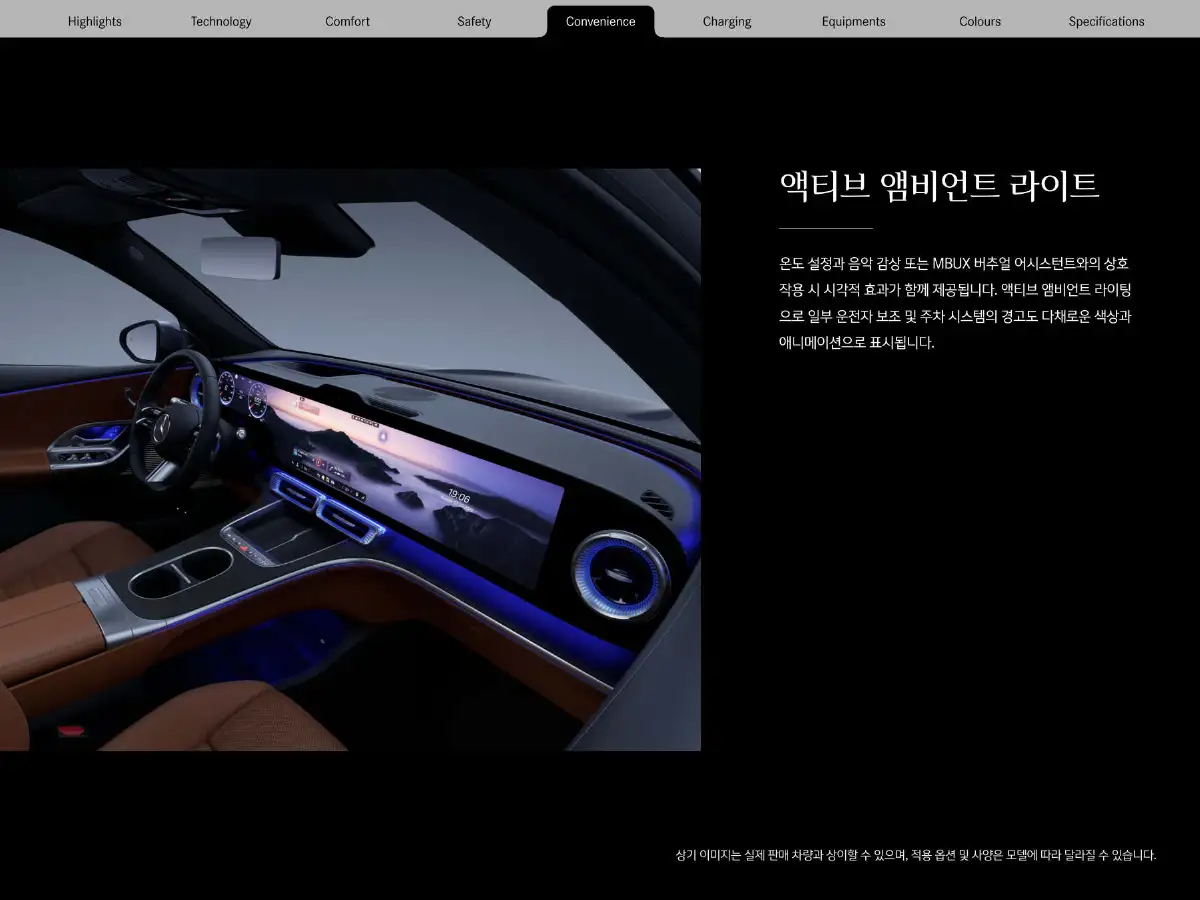 Highlights
Technology
Comfort
Safety
Convenience
Charging
Equipments
Colours
Specifications
액티브 앰비언트 라이트
온도 설정과 음악 감상 또는 MBUX 버추얼 어시스턴트와의 상호
작용 시 시각적 효과가 함께 제공됩니다. 액티브 앰비언트 라이팅
으로 일부 운전자 보조 및 주차 시스템의 경고도 다채로운 색상과
애니메이션으로 표시됩니다.
19:06
상기 이미지는 실제 판매 차량과 상이할 수 있으며, 적용 옵션 및 사양은 모델에 따라 달라질 수 있습니다.